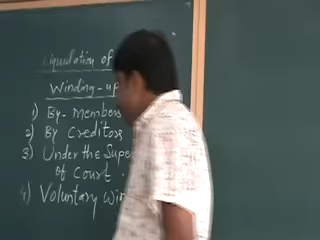 Liquidation of
Winding-up
1) By-members
2) By Creditors
3) Under the Supe
of Court.
4) Voluntary Win